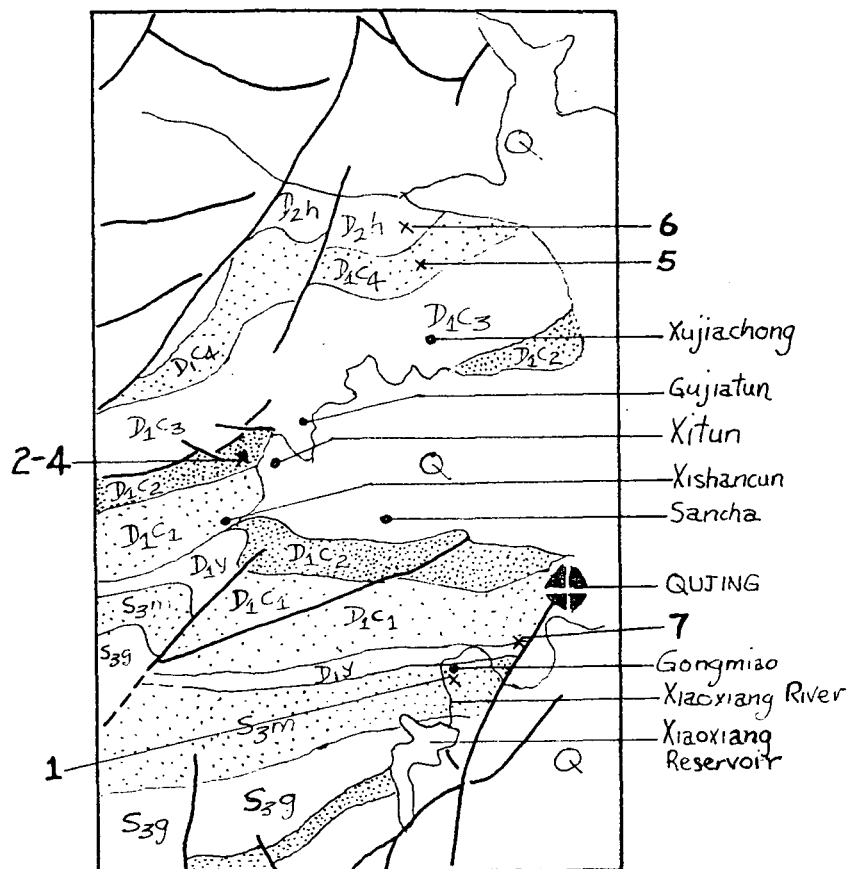 Q
D₂h
D₂h
6
5
D₁C₄
D₁C₃
Xujiachong
D₁C₂
D₁C₄
Gujiatun
D₁C₃
Xitun
2-4
Q
D₁C₂
Xishancun
Sancha
D₁C₁
D₁C₂
D₁Y
QUJING
S₃m
D₁C₁
D₁C₁
7
S₃g
Gongmiao
D₁Y
Xiaoxiang River
S₃m
Xiaoxiang
Reservoir
1
Q
S₃g
S₃g